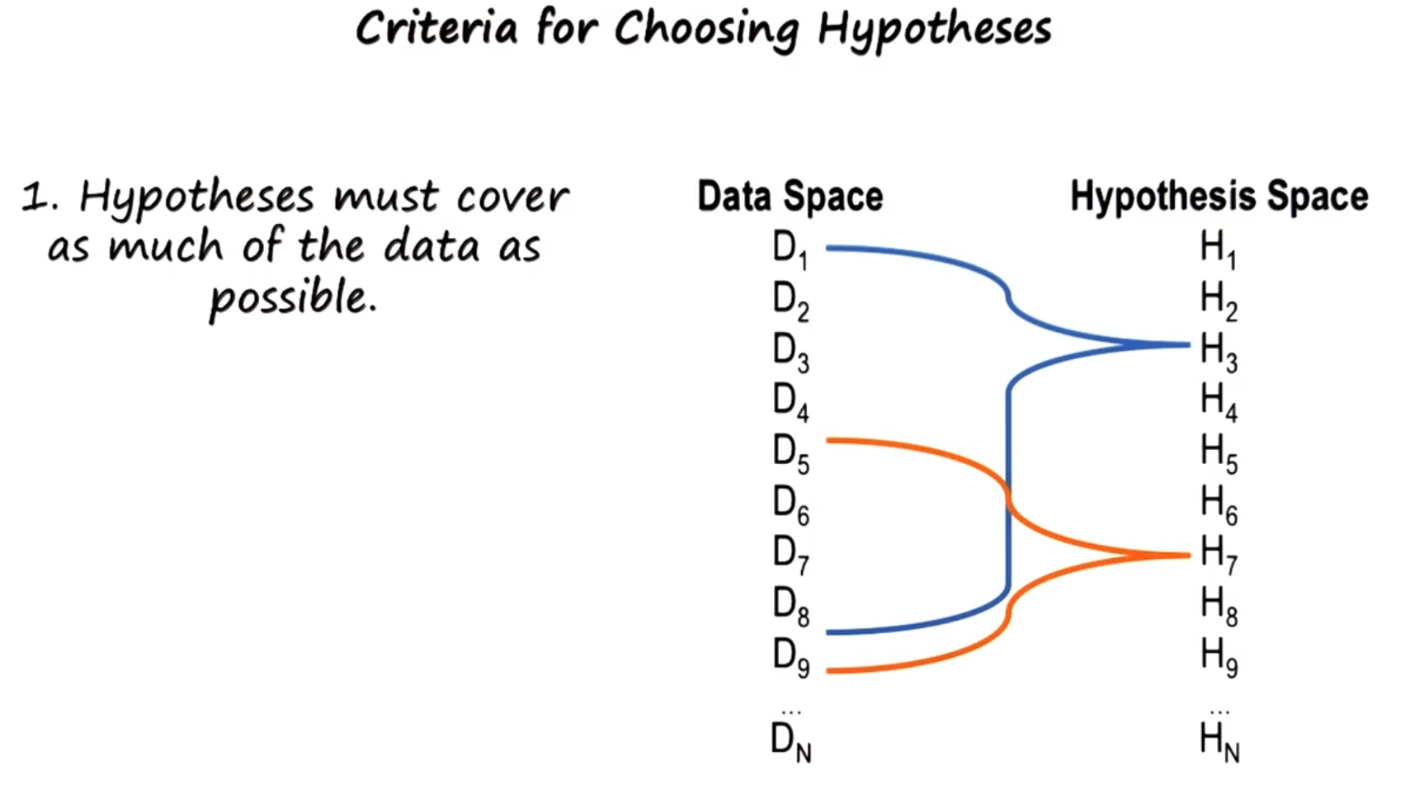 Criteria for Choosing Hypotheses
1. Hypotheses must cover
as much of the data as
possible.
Data Space
D1
D2
D3
D4
D5
D6
D7
D8
D9
...
DN
Hypothesis Space
H1
H2
H3
H4
H5
H6
H7
H8
H9
...
HN